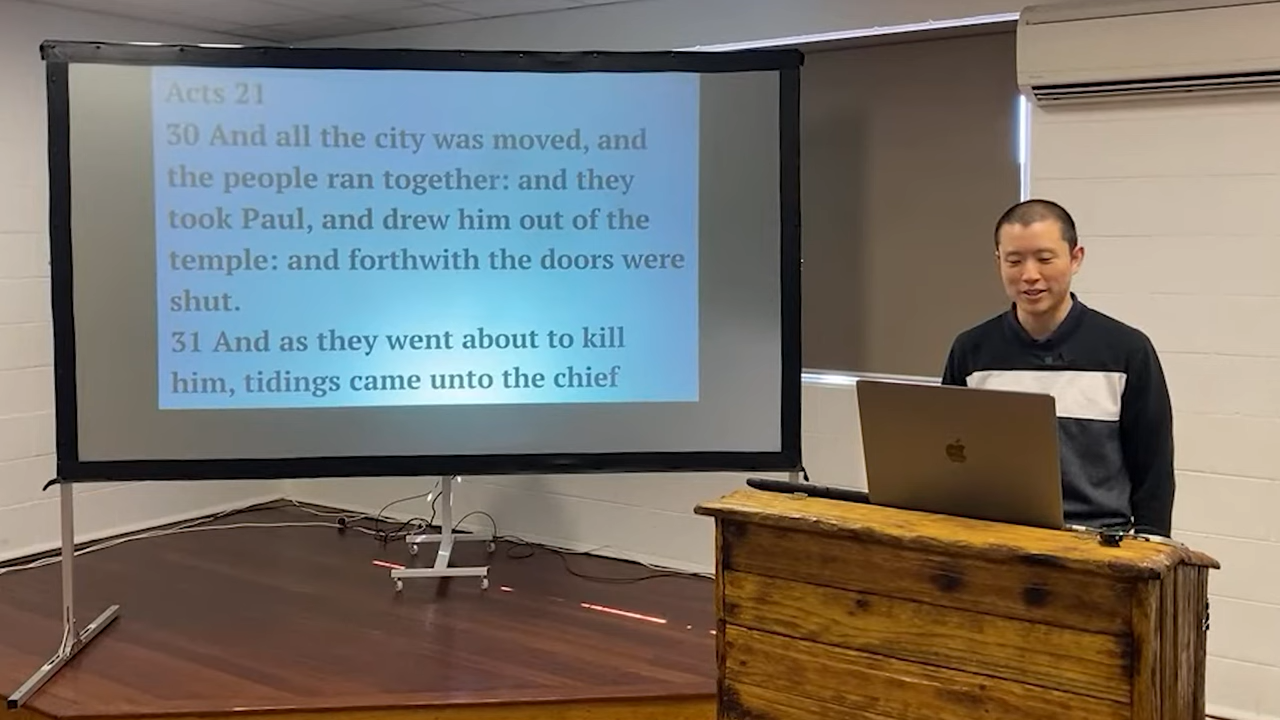 Acts 21
30 And all the city was moved, and
the people ran together: and they
took Paul, and drew him out of the
temple: and forthwith the doors were
shut.
31 And as they went about to kill
him, tidings came unto the chief